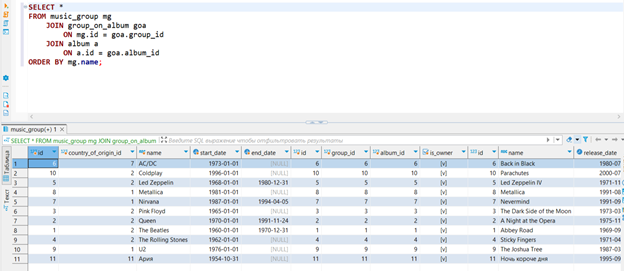 SELECT *
FROM music_group mg
JOIN group_on_album goa
ON mg.id = goa.group_id
JOIN album a
ON a.id = goa.album_id
ORDER BY mg.name;
music_group(+) 1
SELECT * FROM music_group mg JOIN group_on_album Введите SQL выражение чтобы отфильтровать результаты
Таблица
Текст
id country_of_origin_id name start_date end_date id group_id album_id is_owner id name release_date
1 6 7 AC/DC 1973-01-01 [NULL] 6 6 6 [v] 6 Back in Black 1980-07
2 10 2 Coldplay 1996-01-01 [NULL] 10 10 10 [v] 10 Parachutes 2000-07
3 5 2 Led Zeppelin 1968-01-01 1980-12-31 5 5 5 [v] 5 Led Zeppelin IV 1971-11
4 8 1 Metallica 1981-01-01 [NULL] 8 8 8 [v] 8 Metallica 1991-08
5 7 1 Nirvana 1987-01-01 1994-04-05 7 7 7 [v] 7 Nevermind 1991-09
6 3 2 Pink Floyd 1965-01-01 [NULL] 3 3 3 [v] 3 The Dark Side of the Moon 1973-03
7 2 2 Queen 1970-01-01 1991-11-24 2 2 2 [v] 2 A Night at the Opera 1975-11
8 1 2 The Beatles 1960-01-01 1970-12-31 1 1 1 [v] 1 Abbey Road 1969-09
9 4 2 The Rolling Stones 1962-01-01 [NULL] 4 4 4 [v] 4 Sticky Fingers 1971-04
10 9 1 U2 1976-01-01 [NULL] 9 9 9 [v] 9 The Joshua Tree 1987-03
11 11 11 Ария 1954-10-31 [NULL] 11 11 11 [v] 11 Ночь короче дня 1995-09